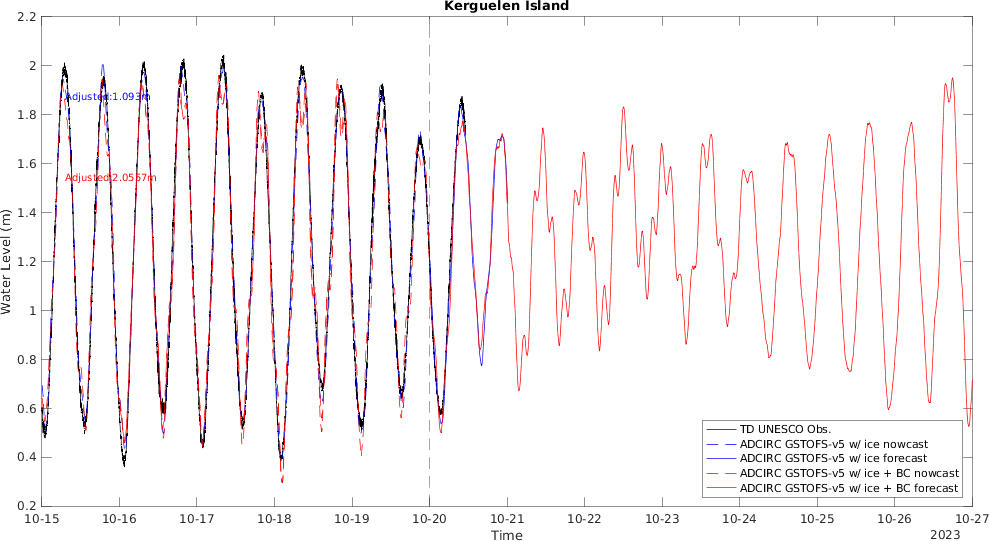 Kerguelen Island
Water Level (m)
2.2
2
1.8
1.6
1.4
1.2
1
0.8
0.6
0.4
0.2
Adjusted:1.093m
Adjusted:2.0557m
TD UNESCO Obs.
ADCIRC GSTOFS-v5 w/ ice nowcast
ADCIRC GSTOFS-v5 w/ ice forecast
ADCIRC GSTOFS-v5 w/ ice + BC nowcast
ADCIRC GSTOFS-v5 w/ ice + BC forecast
10-15 10-16 10-17 10-18 10-19 10-20 10-21 10-22 10-23 10-24 10-25 10-26 10-27
Time
2023